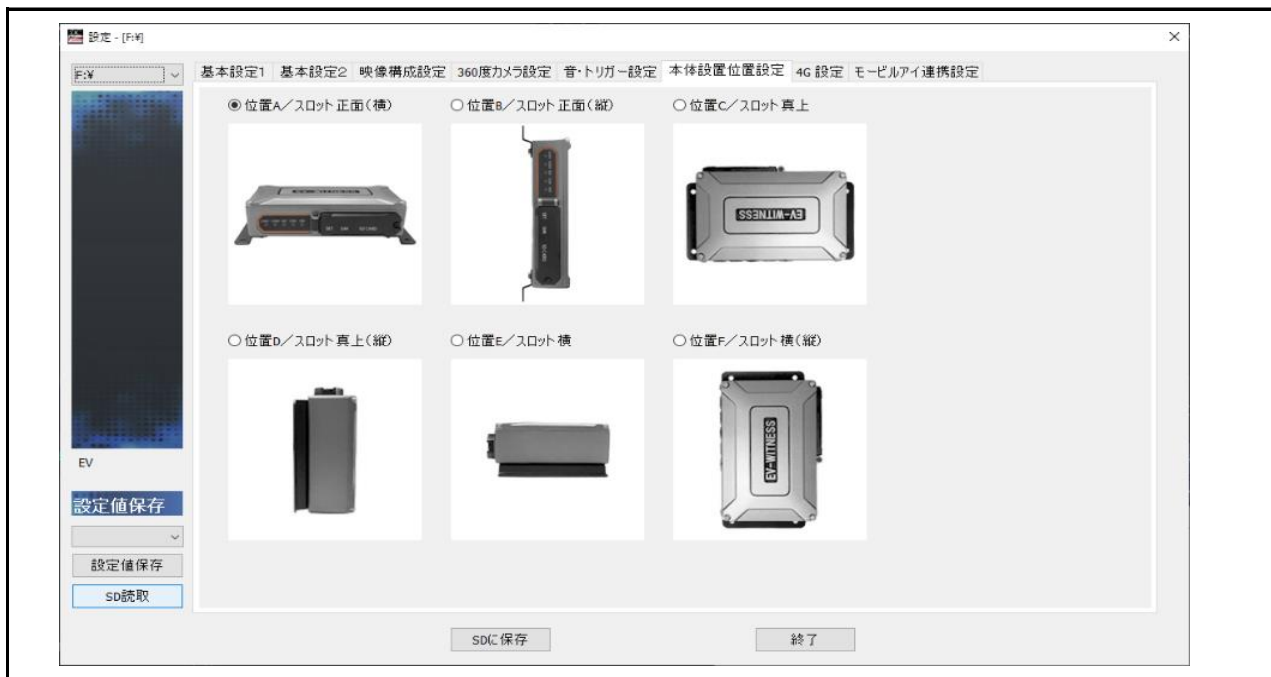 設定 - [F:¥]
F:¥
基本設定1 基本設定2 映像構成設定 360度カメラ設定 音・トリガー設定 本体設置位置設定 4G 設定 モービルアイ連携設定
位置A／スロット 正面(横) 位置B／スロット 正面(縦) 位置C／スロット 真上
EV-WITNESS
位置D／スロット 真上(縦) 位置E／スロット 横 位置F／スロット 横(縦)
EV-WITNESS
EV
設定値保存
設定値保存
SD読取
SDに保存 終了